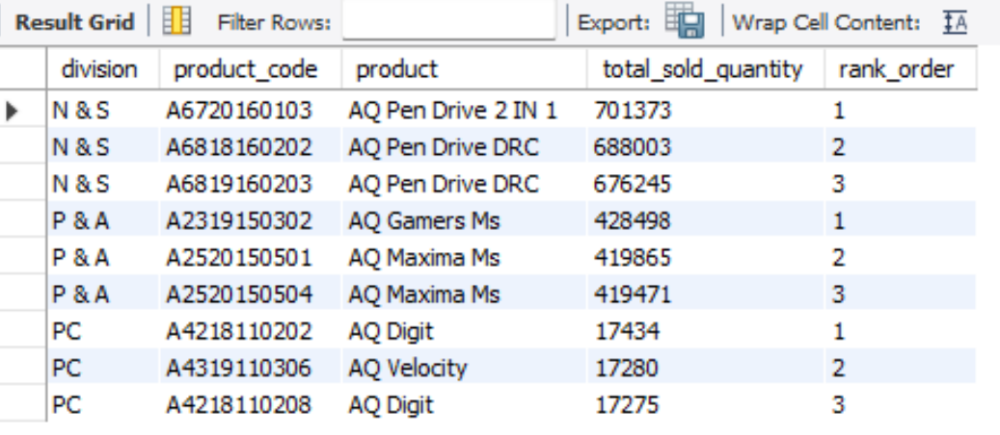 Result Grid Filter Rows: Export: Wrap Cell Content: IA
division product_code product total_sold_quantity rank_order
N & S A6720160103 AQ Pen Drive 2 IN 1 701373 1
N & S A6818160202 AQ Pen Drive DRC 688003 2
N & S A6819160203 AQ Pen Drive DRC 676245 3
P & A A2319150302 AQ Gamers Ms 428498 1
P & A A2520150501 AQ Maxima Ms 419865 2
P & A A2520150504 AQ Maxima Ms 419471 3
PC A4218110202 AQ Digit 17434 1
PC A4319110306 AQ Velocity 17280 2
PC A4218110208 AQ Digit 17275 3